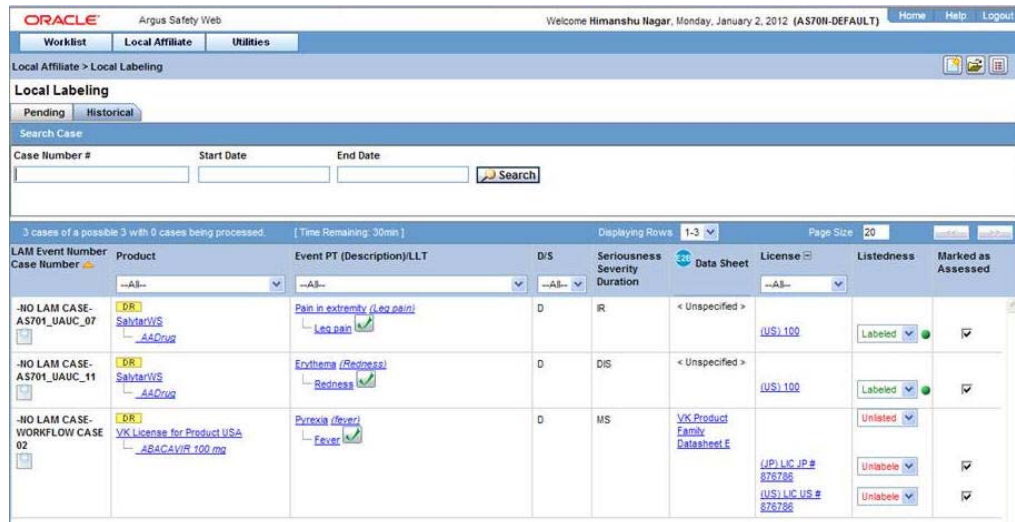 ORACLE
Argus Safety Web
Welcome Himanshu Nagar, Monday, January 2, 2012 (AS70N-DEFAULT)
Home Help Logout
Worklist Local Affiliate Utilities
Local Affiliate > Local Labeling
Local Labeling
Pending Historical
Search Case
Case Number # Start Date End Date
Search
3 cases of a possible 3 with 0 cases being processed. [ Time Remaining: 30min ] Displaying Rows 1-3 Page Size 20
LAM Event Number
Case Number
Product
--All--
Event PT (Description)/LLT
--All--
D/S
--All--
Seriousness
Severity
Duration
Data Sheet
License
--All--
Listedness
Marked as
Assessed
-NO LAM CASE-
AS701_UAUC_07
DR
SalytarWS
AADrug
Pain in extremity (Leg pain)
Leg pain
D
IR
< Unspecified >
(US) 100
Labeled
-NO LAM CASE-
AS701_UAUC_11
DR
SalytarWS
AADrug
Erythema (Redness)
Redness
D
DIS
< Unspecified >
(US) 100
Labeled
-NO LAM CASE-
WORKFLOW CASE
02
DR
VK License for Product USA
ABACAVIR 100 mg
Pyrexia (fever)
Fever
D
MS
VK Product
Family
Datasheet E
Unlisted
(JP) LIC JP #
876786
Unlabele
(US) LIC US #
876786
Unlabele